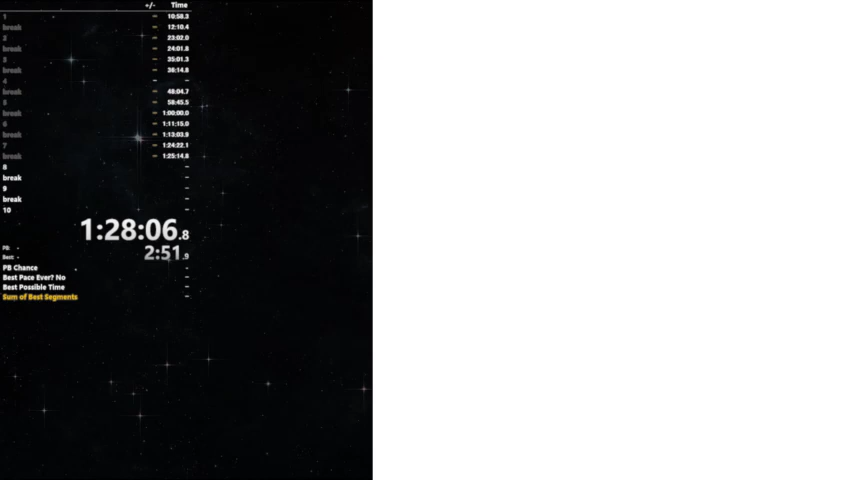 +/- Time
1 - 10:58.3
break - 12:10.4
2 - 23:02.0
break - 24:01.8
3 - 35:01.3
break - 36:14.8
4 - -
break - 48:04.7
5 - 58:45.5
break - 1:00:00.0
6 - 1:11:15.0
break - 1:13:03.9
7 - 1:24:22.1
break - 1:25:14.8
8 -
break -
9 -
break -
10 -
1:28:06.8
2:51.9
PB: -
Best: -
PB Chance -
Best Pace Ever? No -
Best Possible Time -
Sum of Best Segments -